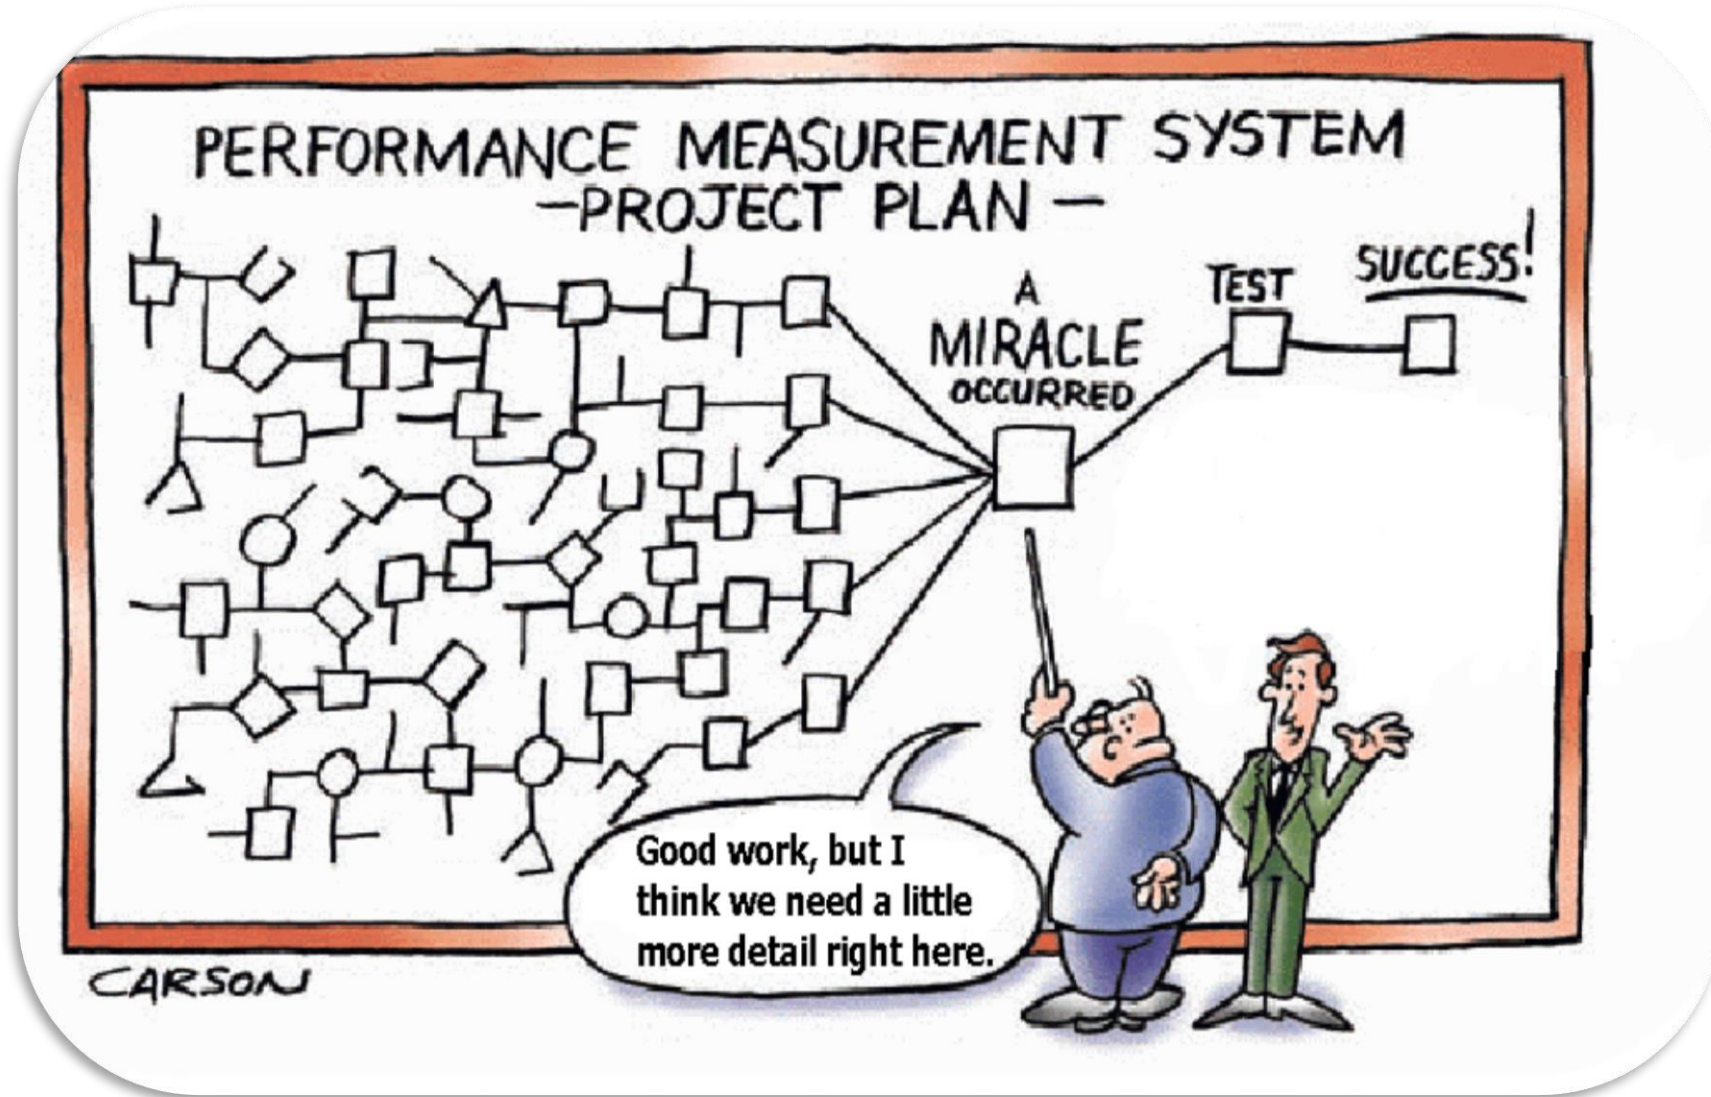 PERFORMANCE MEASUREMENT SYSTEM
-PROJECT PLAN-
A
MIRACLE
OCCURRED
TEST
SUCCESS!
Good work, but I
think we need a little
more detail right here.
CARSON